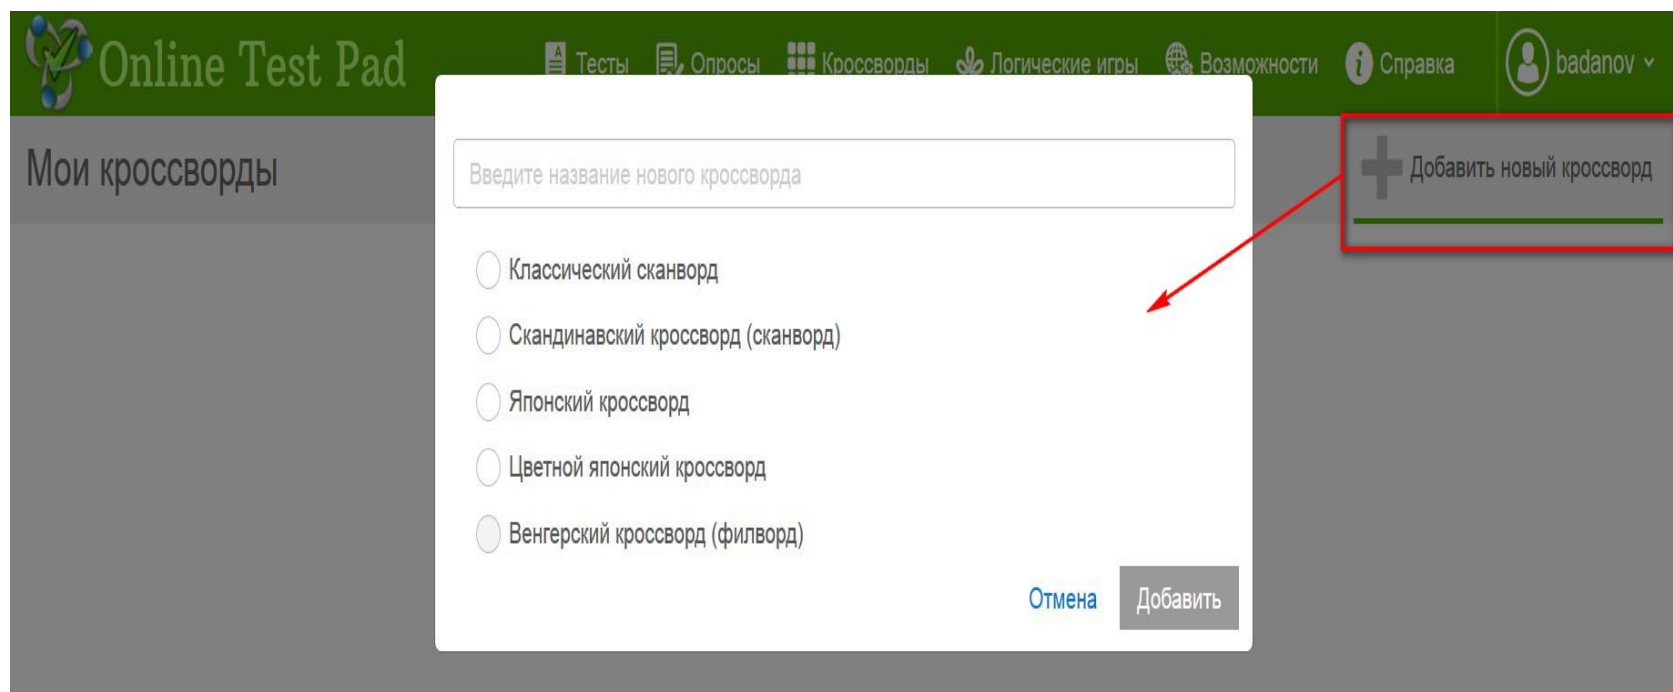 Online Test Pad Тесты Опросы Кроссворды Логические игры Возможности Справка badanov
Мои кроссворды
Добавить новый кроссворд
Введите название нового кроссворда
Классический сканворд
Скандинавский кроссворд (сканворд)
Японский кроссворд
Цветной японский кроссворд
Венгерский кроссворд (филворд)
Отмена Добавить